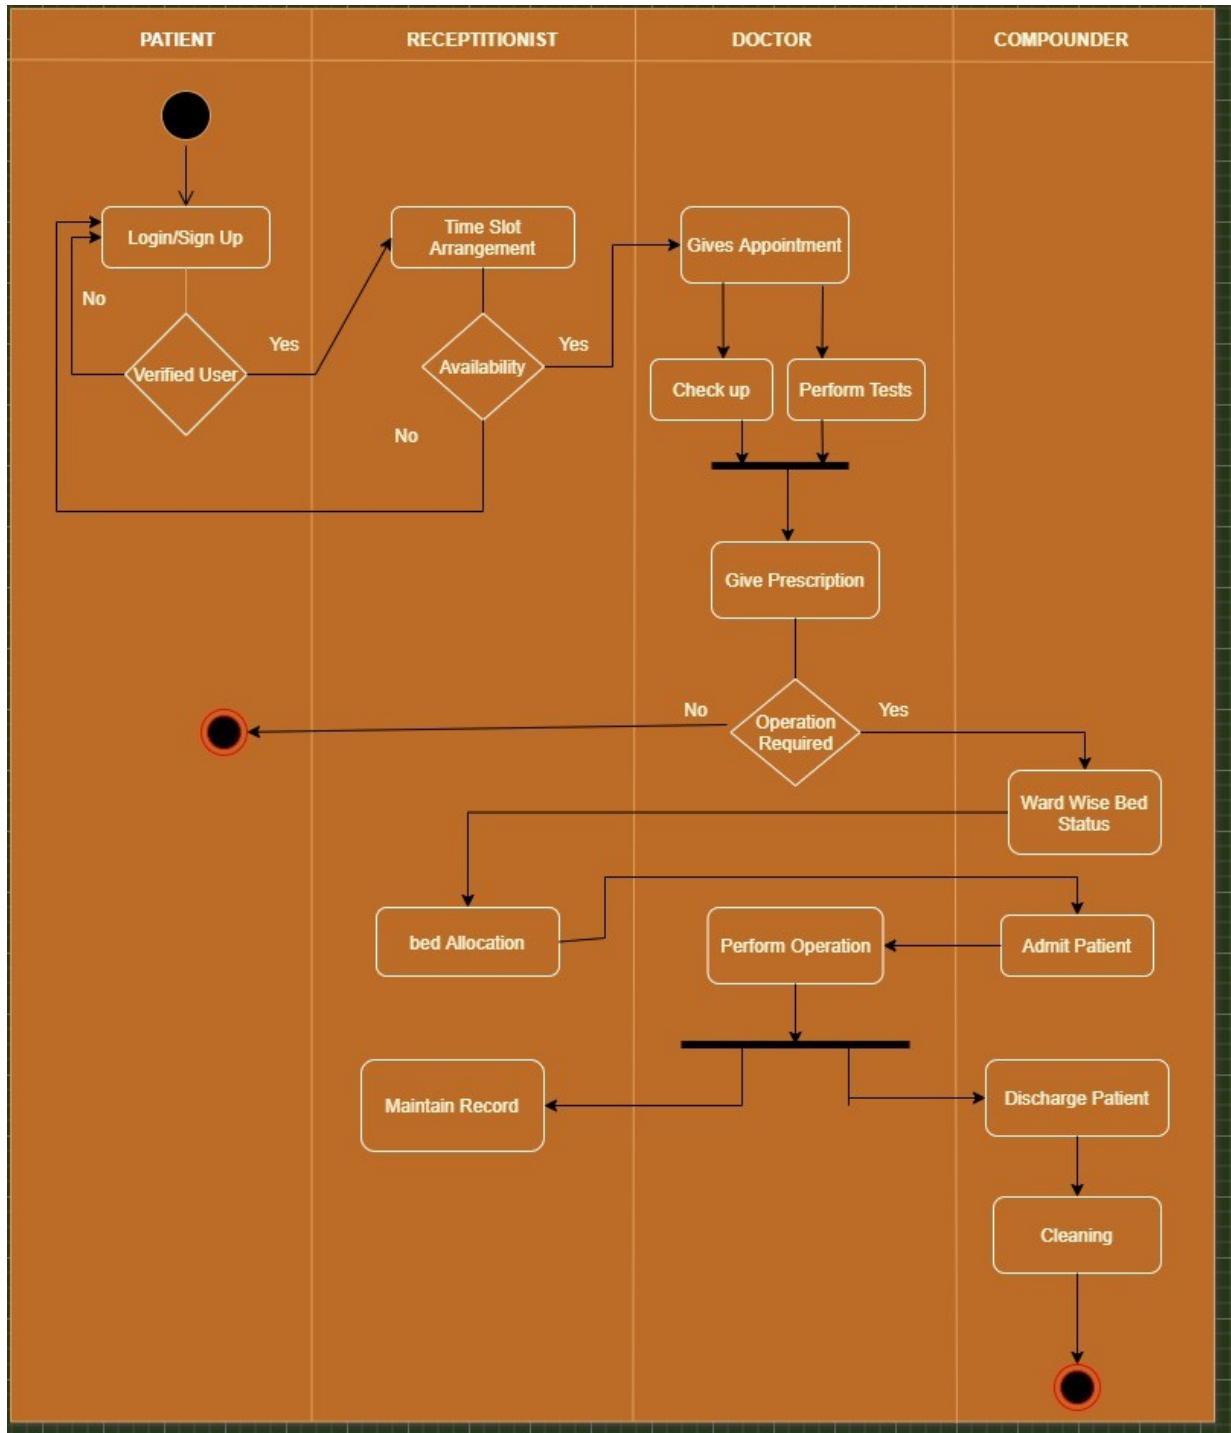 PATIENT
RECEPTITIONIST
DOCTOR
COMPOUNDER
Login/Sign Up
Time Slot
Arrangement
Gives Appointment
No
Yes
Yes
Verified User
Availability
Check up
Perform Tests
No
Give Prescription
No
Yes
Operation
Required
Ward Wise Bed
Status
bed Allocation
Perform Operation
Admit Patient
Maintain Record
Discharge Patient
Cleaning